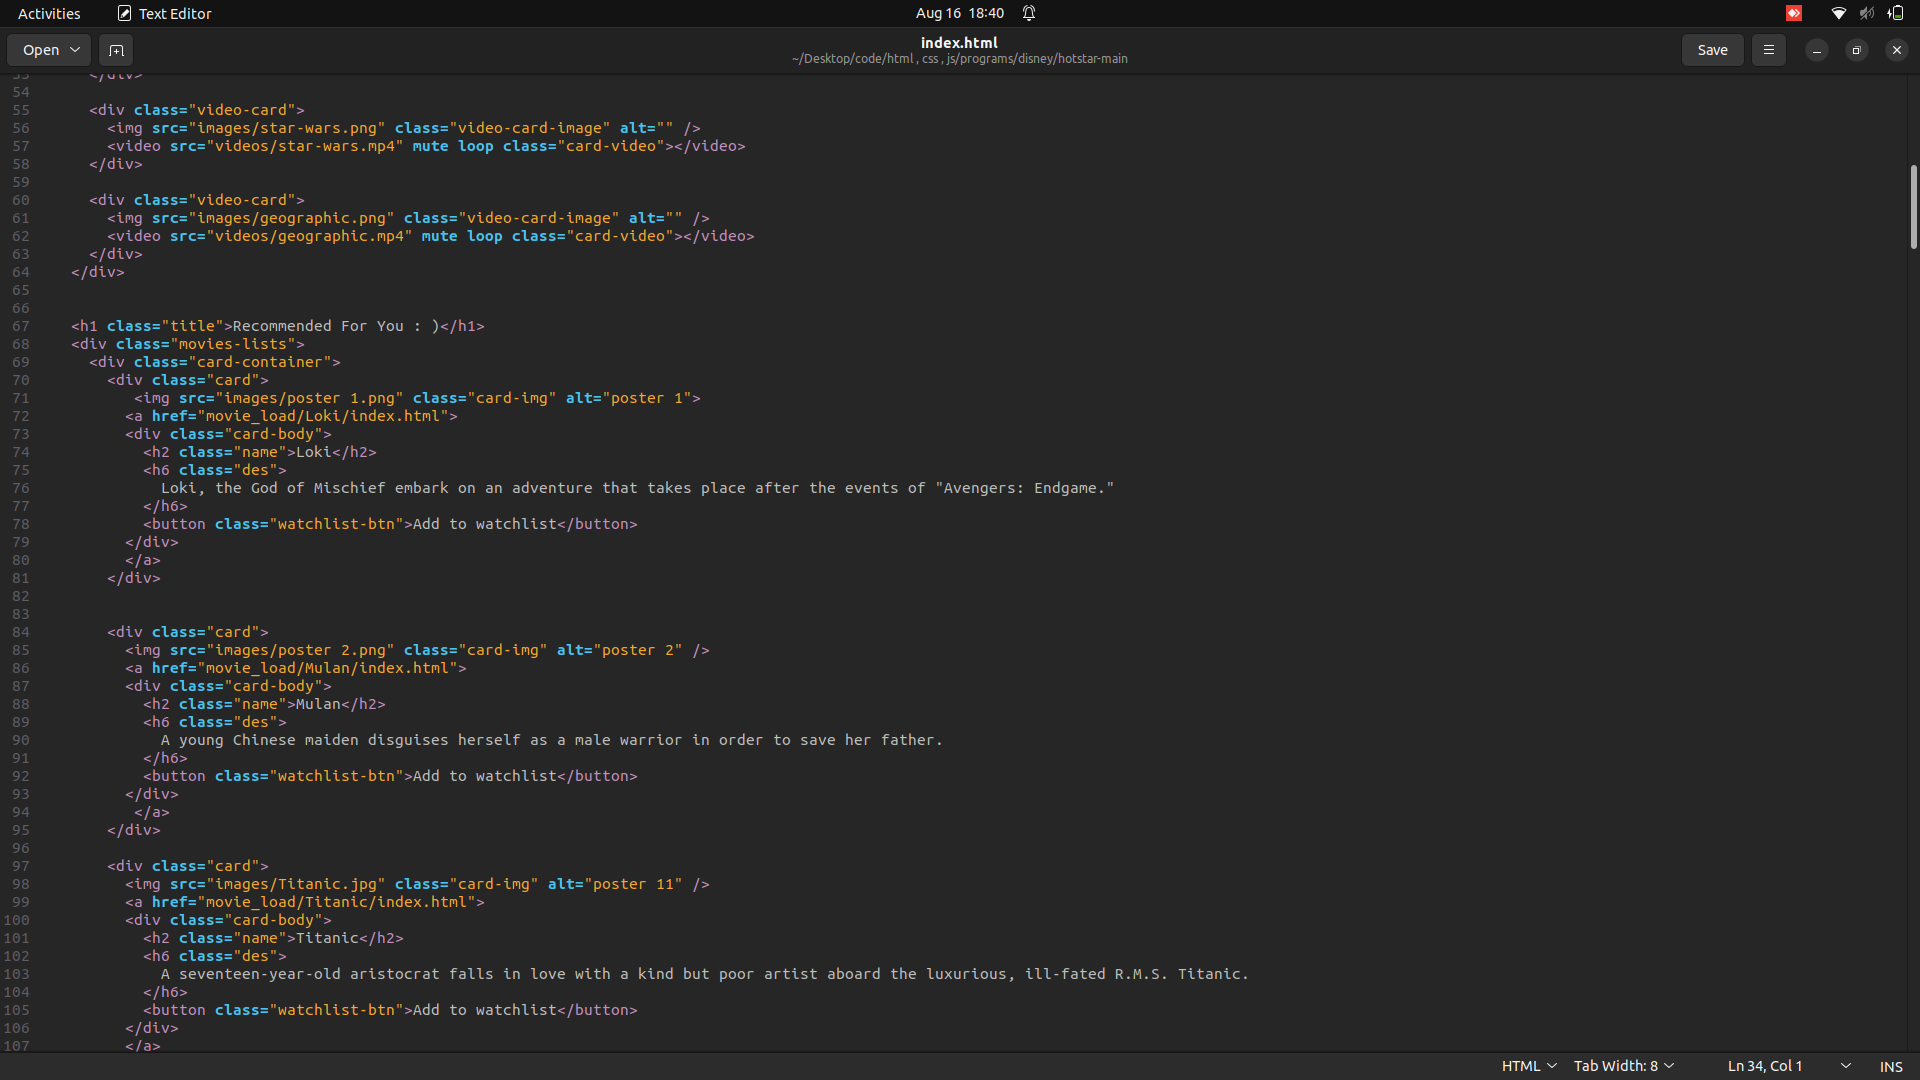 Activities Text Editor Aug 16 18:40
Open index.html Save
~/Desktop/code/html , css , js/programs/disney/hotstar-main
53 </div>
54
55 <div class="video-card">
56 <img src="images/star-wars.png" class="video-card-image" alt="" />
57 <video src="videos/star-wars.mp4" mute loop class="card-video"></video>
58 </div>
59
60 <div class="video-card">
61 <img src="images/geographic.png" class="video-card-image" alt="" />
62 <video src="videos/geographic.mp4" mute loop class="card-video"></video>
63 </div>
64 </div>
65
66
67 <h1 class="title">Recommended For You : )</h1>
68 <div class="movies-lists">
69 <div class="card-container">
70 <div class="card">
71 <img src="images/poster 1.png" class="card-img" alt="poster 1">
72 <a href="movie_load/Loki/index.html">
73 <div class="card-body">
74 <h2 class="name">Loki</h2>
75 <h6 class="des">
76 Loki, the God of Mischief embark on an adventure that takes place after the events of "Avengers: Endgame."
77 </h6>
78 <button class="watchlist-btn">Add to watchlist</button>
79 </div>
80 </a>
81 </div>
82
83
84 <div class="card">
85 <img src="images/poster 2.png" class="card-img" alt="poster 2" />
86 <a href="movie_load/Mulan/index.html">
87 <div class="card-body">
88 <h2 class="name">Mulan</h2>
89 <h6 class="des">
90 A young Chinese maiden disguises herself as a male warrior in order to save her father.
91 </h6>
92 <button class="watchlist-btn">Add to watchlist</button>
93 </div>
94 </a>
95 </div>
96
97 <div class="card">
98 <img src="images/Titanic.jpg" class="card-img" alt="poster 11" />
99 <a href="movie_load/Titanic/index.html">
100 <div class="card-body">
101 <h2 class="name">Titanic</h2>
102 <h6 class="des">
103 A seventeen-year-old aristocrat falls in love with a kind but poor artist aboard the luxurious, ill-fated R.M.S. Titanic.
104 </h6>
105 <button class="watchlist-btn">Add to watchlist</button>
106 </div>
107 </a>
HTML Tab Width: 8 Ln 34, Col 1 INS